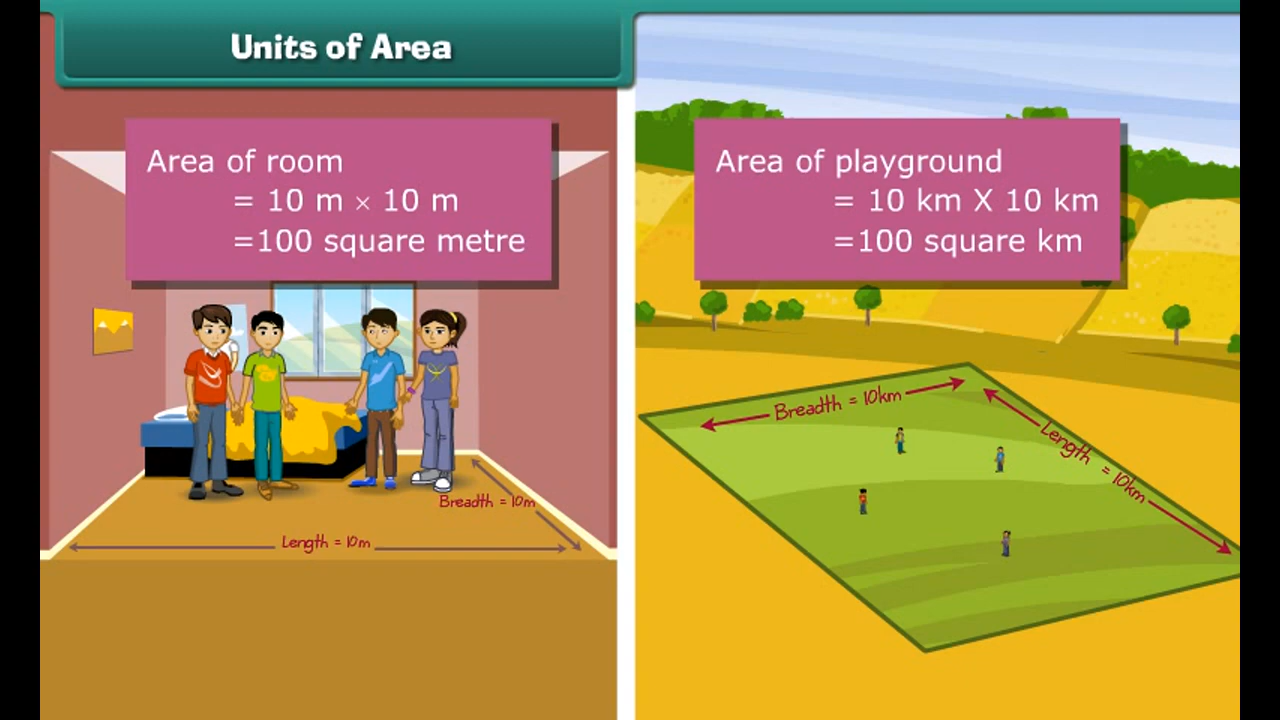 Units of Area
Area of room
= 10 m × 10 m
=100 square metre
Breadth = 10m
Length = 10m
Area of playground
= 10 km X 10 km
=100 square km
Breadth = 10km
Length = 10km